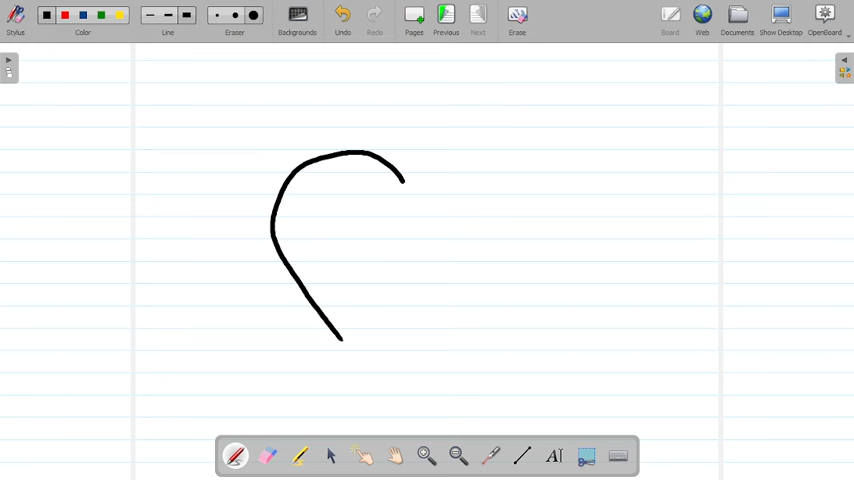 Stylus Color Line Eraser Backgrounds Undo Redo Pages Previous Next Erase Board Web Documents Show Desktop OpenBoard